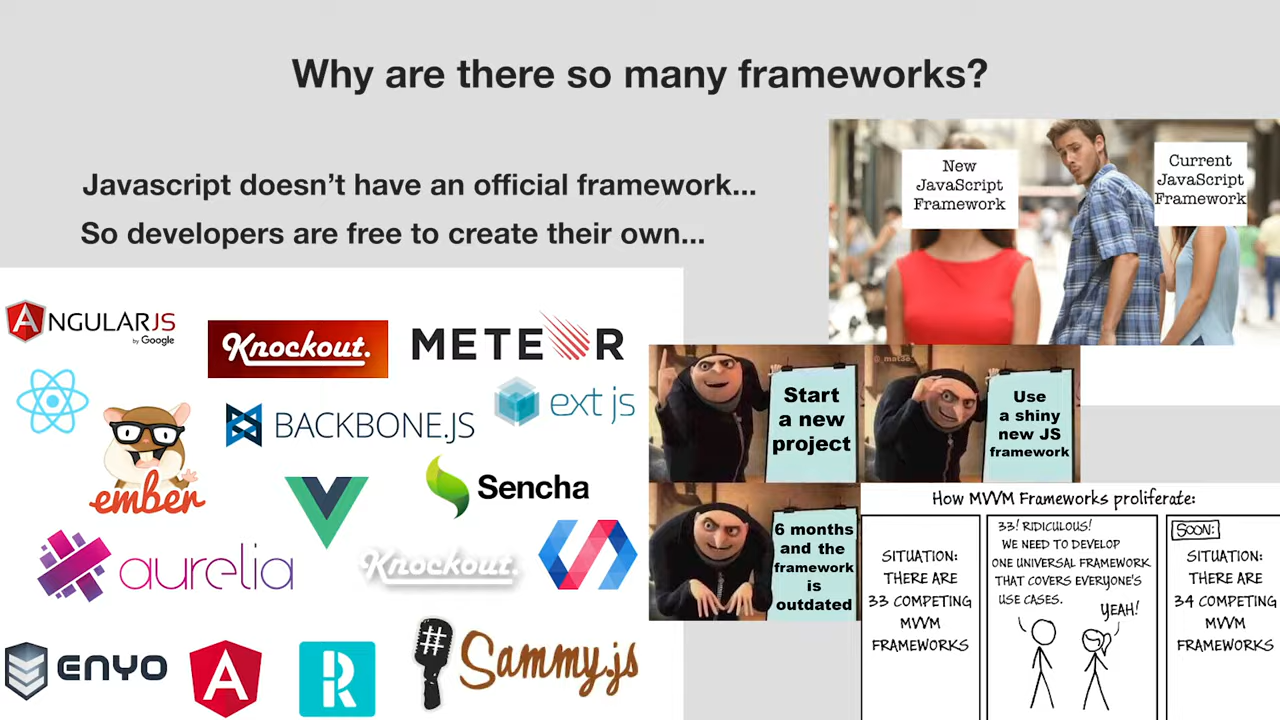 Why are there so many frameworks?
Javascript doesn't have an official framework...
So developers are free to create their own...
New
JavaScript
Framework
Current
JavaScript
Framework
ANGULARJS
by Google
Knockout.
METEOR
ember
BACKBONE.JS
ext js
Sencha
aurelia
Knockout.
ENYO
A
R
Sammy.js
Start
a new
project
@_mat3e_
Use
a shiny
new JS
framework
6 months
and the
framework
is
outdated
How MVVM Frameworks proliferate:
SITUATION:
THERE ARE
33 COMPETING
MVVM
FRAMEWORKS
33! RIDICULOUS!
WE NEED TO DEVELOP
ONE UNIVERSAL FRAMEWORK
THAT COVERS EVERYONE'S
USE CASES.
YEAH!
SOON:
SITUATION:
THERE ARE
34 COMPETING
MVVM
FRAMEWORKS